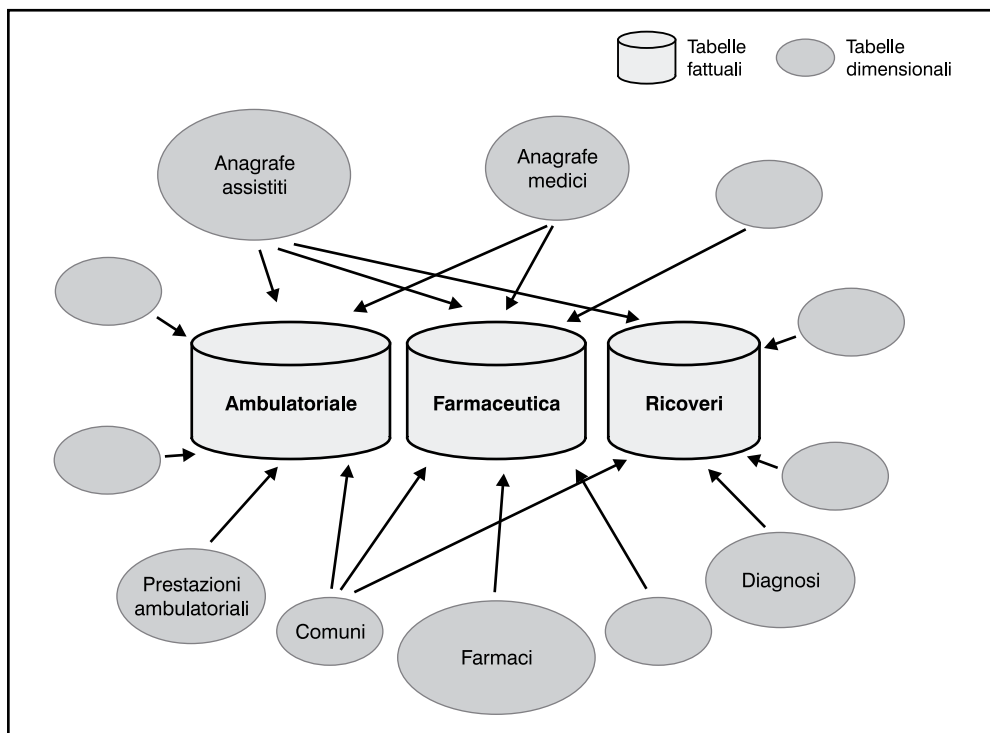 Tabelle
fattuali
Tabelle
dimensionali
Anagrafe
assistiti
Anagrafe
medici
Ambulatoriale
Farmaceutica
Ricoveri
Prestazioni
ambulatoriali
Comuni
Farmaci
Diagnosi